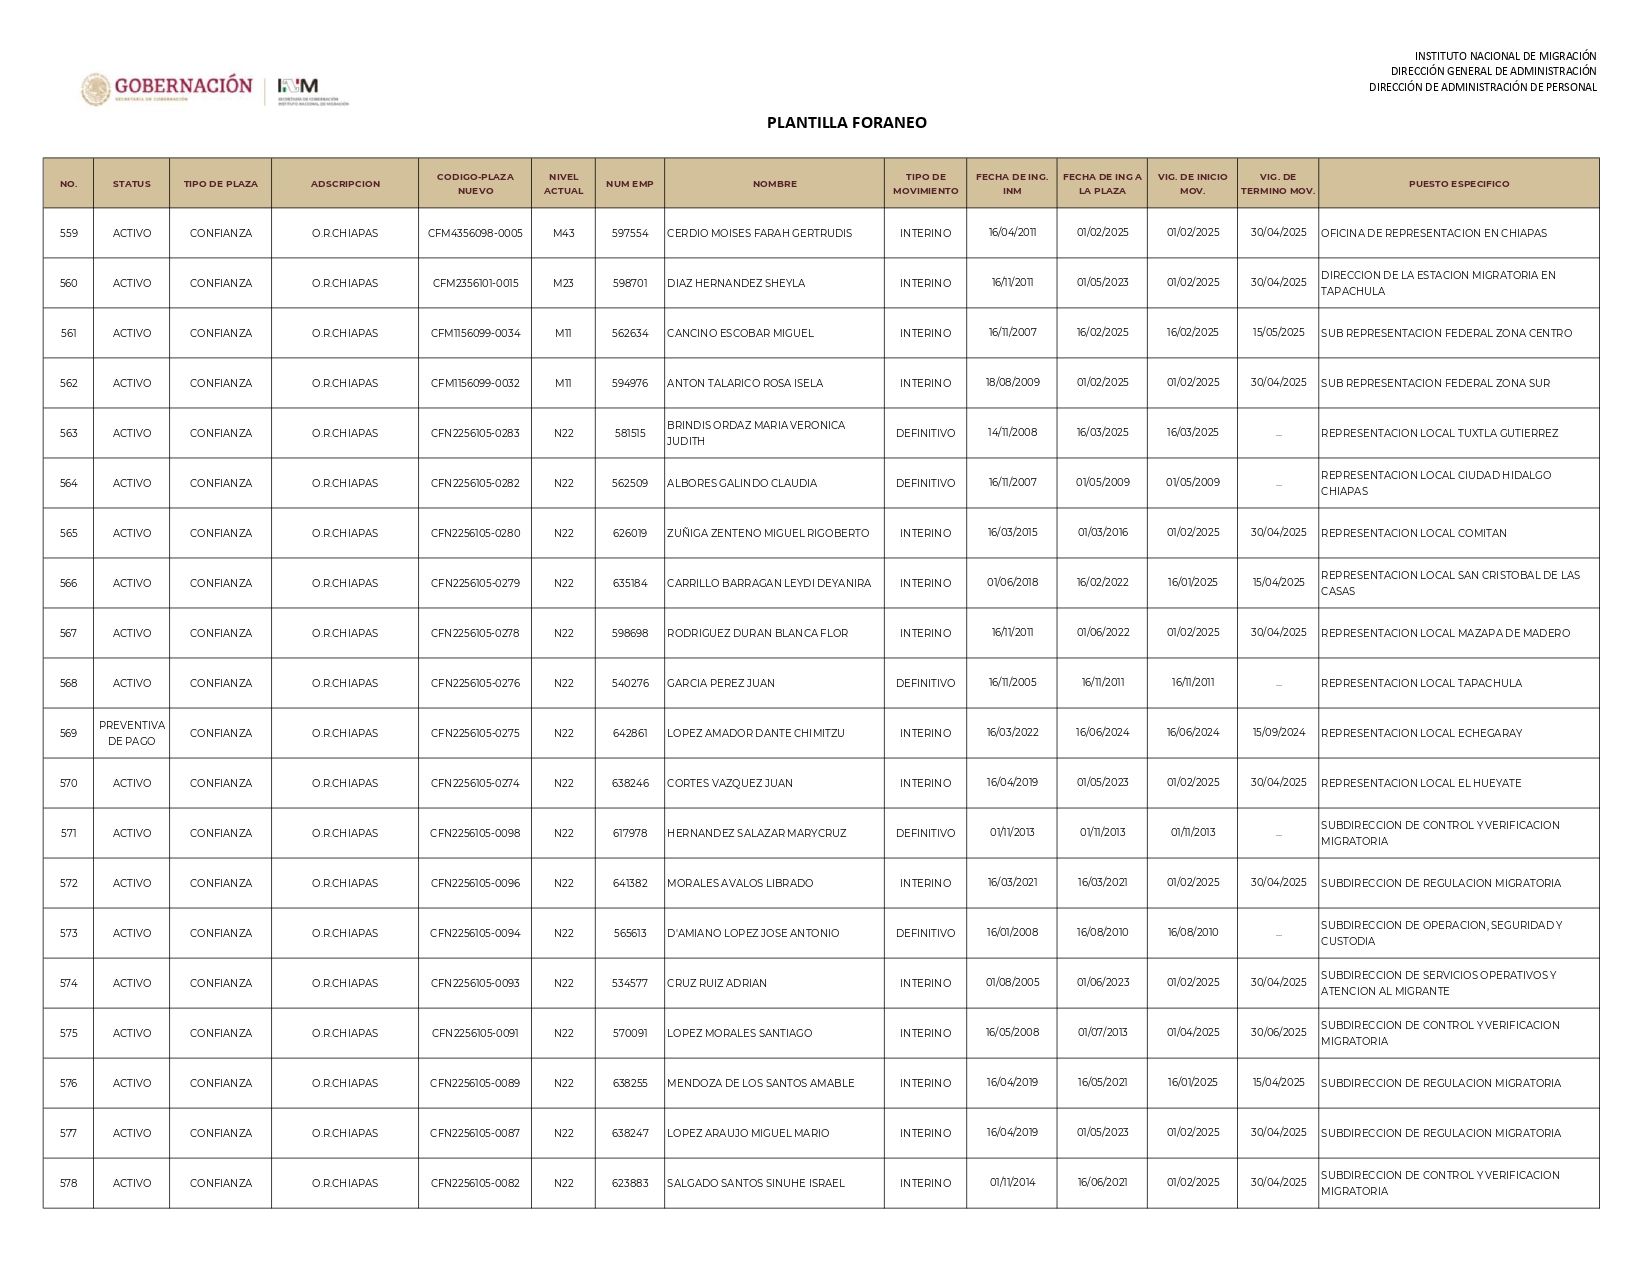 INSTITUTO NACIONAL DE MIGRACIÓN
DIRECCIÓN GENERAL DE ADMINISTRACIÓN
DIRECCIÓN DE ADMINISTRACIÓN DE PERSONAL
GOBERNACIÓN
SECRETARÍA DE GOBERNACIÓN
INM
SECRETARÍA DE GOBERNACIÓN
INSTITUTO NACIONAL DE MIGRACIÓN
PLANTILLA FORANEO
NO. STATUS TIPO DE PLAZA ADSCRIPCION CODIGO-PLAZA NUEVO NIVEL ACTUAL NUM EMP NOMBRE TIPO DE MOVIMIENTO FECHA DE ING. INM FECHA DE ING A LA PLAZA VIG. DE INICIO MOV. VIG. DE TERMINO MOV. PUESTO ESPECIFICO
559 ACTIVO CONFIANZA O.R.CHIAPAS CFM4356098-0005 M43 597554 CERDIO MOISES FARAH GERTRUDIS INTERINO 16/04/2011 01/02/2025 01/02/2025 30/04/2025 OFICINA DE REPRESENTACION EN CHIAPAS
560 ACTIVO CONFIANZA O.R.CHIAPAS CFM2356101-0015 M23 598701 DIAZ HERNANDEZ SHEYLA INTERINO 16/11/2011 01/05/2023 01/02/2025 30/04/2025 DIRECCION DE LA ESTACION MIGRATORIA EN TAPACHULA
561 ACTIVO CONFIANZA O.R.CHIAPAS CFM1156099-0034 M11 562634 CANCINO ESCOBAR MIGUEL INTERINO 16/11/2007 16/02/2025 16/02/2025 15/05/2025 SUB REPRESENTACION FEDERAL ZONA CENTRO
562 ACTIVO CONFIANZA O.R.CHIAPAS CFM1156099-0032 M11 594976 ANTON TALARICO ROSA ISELA INTERINO 18/08/2009 01/02/2025 01/02/2025 30/04/2025 SUB REPRESENTACION FEDERAL ZONA SUR
563 ACTIVO CONFIANZA O.R.CHIAPAS CFN2256105-0283 N22 581515 BRINDIS ORDAZ MARIA VERONICA JUDITH DEFINITIVO 14/11/2008 16/03/2025 16/03/2025 ... REPRESENTACION LOCAL TUXTLA GUTIERREZ
564 ACTIVO CONFIANZA O.R.CHIAPAS CFN2256105-0282 N22 562509 ALBORES GALINDO CLAUDIA DEFINITIVO 16/11/2007 01/05/2009 01/05/2009 ... REPRESENTACION LOCAL CIUDAD HIDALGO CHIAPAS
565 ACTIVO CONFIANZA O.R.CHIAPAS CFN2256105-0280 N22 626019 ZUÑIGA ZENTENO MIGUEL RIGOBERTO INTERINO 16/03/2015 01/03/2016 01/02/2025 30/04/2025 REPRESENTACION LOCAL COMITAN
566 ACTIVO CONFIANZA O.R.CHIAPAS CFN2256105-0279 N22 635184 CARRILLO BARRAGAN LEYDI DEYANIRA INTERINO 01/06/2018 16/02/2022 16/01/2025 15/04/2025 REPRESENTACION LOCAL SAN CRISTOBAL DE LAS CASAS
567 ACTIVO CONFIANZA O.R.CHIAPAS CFN2256105-0278 N22 598698 RODRIGUEZ DURAN BLANCA FLOR INTERINO 16/11/2011 01/06/2022 01/02/2025 30/04/2025 REPRESENTACION LOCAL MAZAPA DE MADERO
568 ACTIVO CONFIANZA O.R.CHIAPAS CFN2256105-0276 N22 540276 GARCIA PEREZ JUAN DEFINITIVO 16/11/2005 16/11/2011 16/11/2011 ... REPRESENTACION LOCAL TAPACHULA
569 PREVENTIVA DE PAGO CONFIANZA O.R.CHIAPAS CFN2256105-0275 N22 642861 LOPEZ AMADOR DANTE CHIMITZU INTERINO 16/03/2022 16/06/2024 16/06/2024 15/09/2024 REPRESENTACION LOCAL ECHEGARAY
570 ACTIVO CONFIANZA O.R.CHIAPAS CFN2256105-0274 N22 638246 CORTES VAZQUEZ JUAN INTERINO 16/04/2019 01/05/2023 01/02/2025 30/04/2025 REPRESENTACION LOCAL EL HUEYATE
571 ACTIVO CONFIANZA O.R.CHIAPAS CFN2256105-0098 N22 617978 HERNANDEZ SALAZAR MARYCRUZ DEFINITIVO 01/11/2013 01/11/2013 01/11/2013 ... SUBDIRECCION DE CONTROL Y VERIFICACION MIGRATORIA
572 ACTIVO CONFIANZA O.R.CHIAPAS CFN2256105-0096 N22 641382 MORALES AVALOS LIBRADO INTERINO 16/03/2021 16/03/2021 01/02/2025 30/04/2025 SUBDIRECCION DE REGULACION MIGRATORIA
573 ACTIVO CONFIANZA O.R.CHIAPAS CFN2256105-0094 N22 565613 D'AMIANO LOPEZ JOSE ANTONIO DEFINITIVO 16/01/2008 16/08/2010 16/08/2010 ... SUBDIRECCION DE OPERACION, SEGURIDAD Y CUSTODIA
574 ACTIVO CONFIANZA O.R.CHIAPAS CFN2256105-0093 N22 534577 CRUZ RUIZ ADRIAN INTERINO 01/08/2005 01/06/2023 01/02/2025 30/04/2025 SUBDIRECCION DE SERVICIOS OPERATIVOS Y ATENCION AL MIGRANTE
575 ACTIVO CONFIANZA O.R.CHIAPAS CFN2256105-0091 N22 570091 LOPEZ MORALES SANTIAGO INTERINO 16/05/2008 01/07/2013 01/04/2025 30/06/2025 SUBDIRECCION DE CONTROL Y VERIFICACION MIGRATORIA
576 ACTIVO CONFIANZA O.R.CHIAPAS CFN2256105-0089 N22 638255 MENDOZA DE LOS SANTOS AMABLE INTERINO 16/04/2019 16/05/2021 16/01/2025 15/04/2025 SUBDIRECCION DE REGULACION MIGRATORIA
577 ACTIVO CONFIANZA O.R.CHIAPAS CFN2256105-0087 N22 638247 LOPEZ ARAUJO MIGUEL MARIO INTERINO 16/04/2019 01/05/2023 01/02/2025 30/04/2025 SUBDIRECCION DE REGULACION MIGRATORIA
578 ACTIVO CONFIANZA O.R.CHIAPAS CFN2256105-0082 N22 623883 SALGADO SANTOS SINUHE ISRAEL INTERINO 01/11/2014 16/06/2021 01/02/2025 30/04/2025 SUBDIRECCION DE CONTROL Y VERIFICACION MIGRATORIA